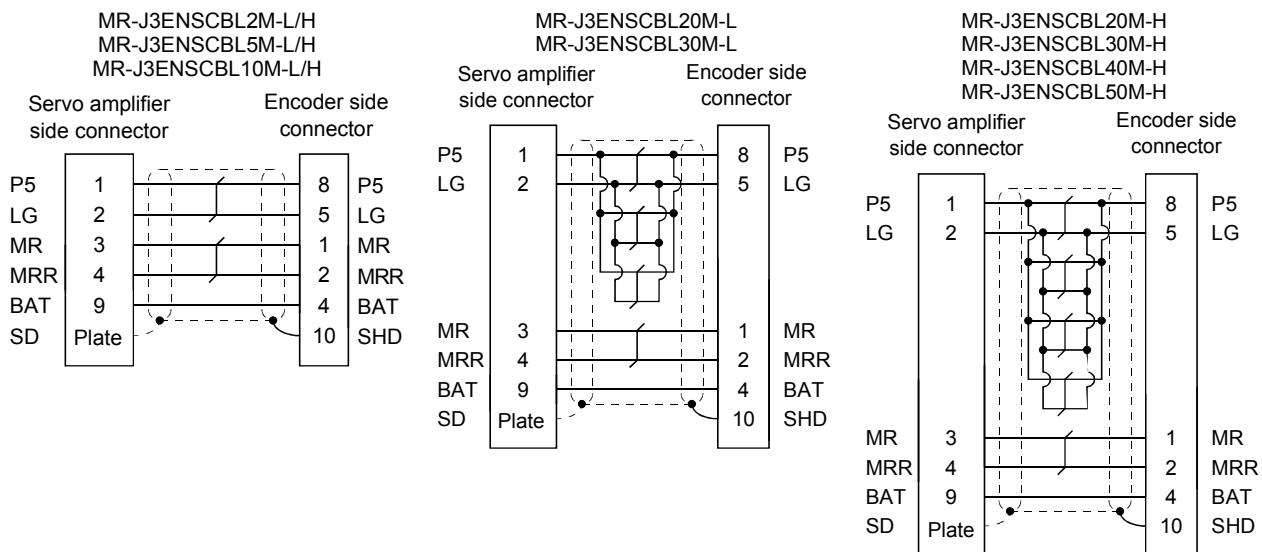 MR-J3ENSCBL2M-L/H
MR-J3ENSCBL5M-L/H
MR-J3ENSCBL10M-L/H
Servo amplifier
side connector
Encoder side
connector
P5 1 8 P5
LG 2 5 LG
MR 3 1 MR
MRR 4 2 MRR
BAT 9 4 BAT
SD Plate 10 SHD
MR-J3ENSCBL20M-L
MR-J3ENSCBL30M-L
Servo amplifier
side connector
Encoder side
connector
P5 1 8 P5
LG 2 5 LG
MR 3 1 MR
MRR 4 2 MRR
BAT 9 4 BAT
SD Plate 10 SHD
MR-J3ENSCBL20M-H
MR-J3ENSCBL30M-H
MR-J3ENSCBL40M-H
MR-J3ENSCBL50M-H
Servo amplifier
side connector
Encoder side
connector
P5 1 8 P5
LG 2 5 LG
MR 3 1 MR
MRR 4 2 MRR
BAT 9 4 BAT
SD Plate 10 SHD